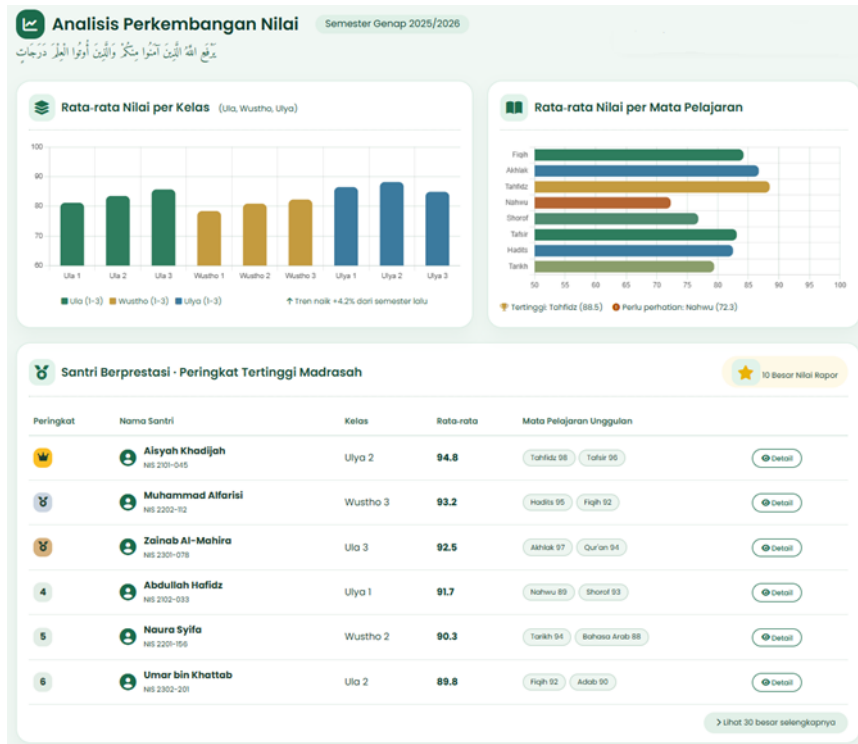 Analisis Perkembangan Nilai
Semester Genap 2025/2026
يَرْفَعِ اللَّهُ الَّذِينَ آمَنُوا مِنكُمْ وَالَّذِينَ أُوتُوا الْعِلْمَ دَرَجَاتٍ
Rata-rata Nilai per Kelas (Ula, Wustho, Ulya)
100
90
80
70
60
Ula 1 Ula 2 Ula 3 Wustho 1 Wustho 2 Wustho 3 Ulya 1 Ulya 2 Ulya 3
Ula (1-3) Wustho (1-3) Ulya (1-3) ↑ Tren naik +4.2% dari semester lalu
Rata-rata Nilai per Mata Pelajaran
Fiqih
Akhlak
Tahfidz
Nahwu
Shorof
Tafsir
Hadits
Tarikh
50 55 60 65 70 75 80 85 90 95 100
Tertinggi: Tahfidz (88.5) Perlu perhatian: Nahwu (72.3)
Santri Berprestasi · Peringkat Tertinggi Madrasah
10 Besar Nilai Rapor
Peringkat Nama Santri Kelas Rata-rata Mata Pelajaran Unggulan
Aisyah Khadijah Ulya 2 94.8 Tahfidz 98 Tafsir 96 Detail
NIS 2101-045
Muhammad Alfarisi Wustho 3 93.2 Hadits 95 Fiqih 92 Detail
NIS 2202-112
Zainab Al-Mahira Ula 3 92.5 Akhlak 97 Qur'an 94 Detail
NIS 2301-078
4 Abdullah Hafidz Ulya 1 91.7 Nahwu 89 Shorof 93 Detail
NIS 2102-033
5 Naura Syifa Wustho 2 90.3 Tarikh 94 Bahasa Arab 88 Detail
NIS 2201-156
6 Umar bin Khattab Ula 2 89.8 Fiqih 92 Adab 90 Detail
NIS 2302-201
> Lihat 30 besar selengkapnya